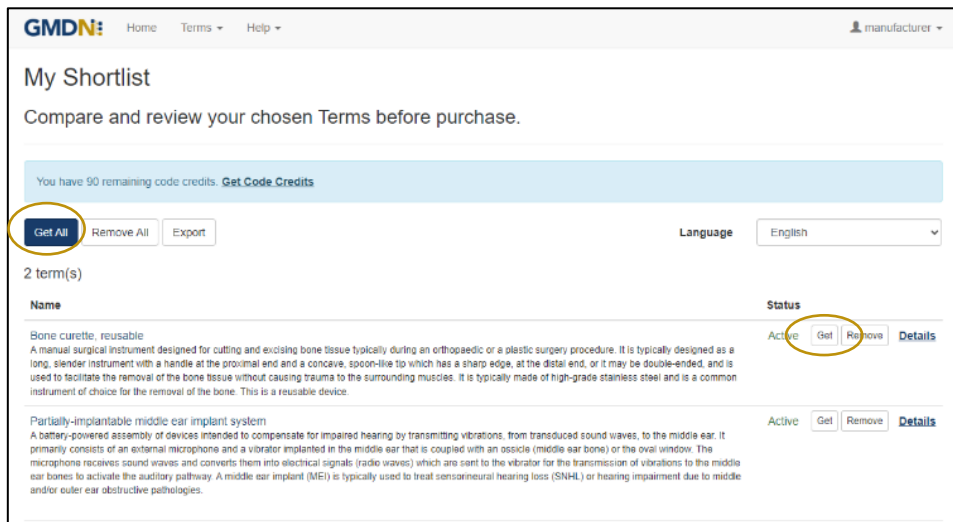 GMDN Home Terms Help manufacturer
My Shortlist
Compare and review your chosen Terms before purchase.
You have 90 remaining code credits. Get Code Credits
Get All Remove All Export Language English
2 term(s)
Name Status
Bone curette, reusable Active Get Remove Details
A manual surgical instrument designed for cutting and excising bone tissue typically during an orthopaedic or a plastic surgery procedure. It is typically designed as a
long, slender instrument with a handle at the proximal end and a concave, spoon-like tip which has a sharp edge, at the distal end, or it may be double-ended, and is
used to facilitate the removal of the bone tissue without causing trauma to the surrounding muscles. It is typically made of high-grade stainless steel and is a common
instrument of choice for the removal of the bone. This is a reusable device.
Partially-implantable middle ear implant system Active Get Remove Details
A battery-powered assembly of devices intended to compensate for impaired hearing by transmitting vibrations, from transduced sound waves, to the middle ear. It
primarily consists of an external microphone and a vibrator implanted in the middle ear that is coupled with an ossicle (middle ear bone) or the oval window. The
microphone receives sound waves and converts them into electrical signals (radio waves) which are sent to the vibrator for the transmission of vibrations to the middle
ear bones to activate the auditory pathway. A middle ear implant (MEI) is typically used to treat sensorineural hearing loss (SNHL) or hearing impairment due to middle
and/or outer ear obstructive pathologies.